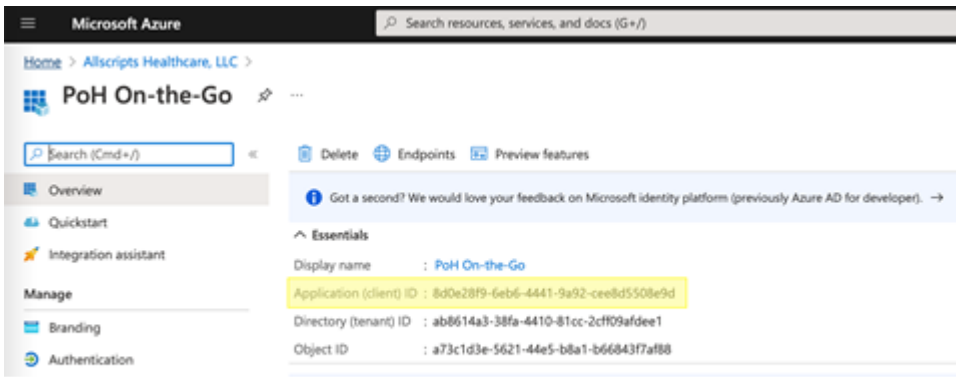 Microsoft Azure
Search resources, services, and docs (G+/)
Home > Allscripts Healthcare, LLC >
PoH On-the-Go
Search (Cmd+/)
Delete Endpoints Preview features
Overview
Got a second? We would love your feedback on Microsoft identity platform (previously Azure AD for developer). →
Quickstart
Essentials
Integration assistant
Display name : PoH On-the-Go
Application (client) ID : 8d0e28f9-6eb6-4441-9a92-cee8d5508e9d
Manage
Directory (tenant) ID : ab8614a3-38fa-4410-81cc-2cff09afdee1
Branding
Object ID : a73c1d3e-5621-44e5-b8a1-b66843f7af88
Authentication